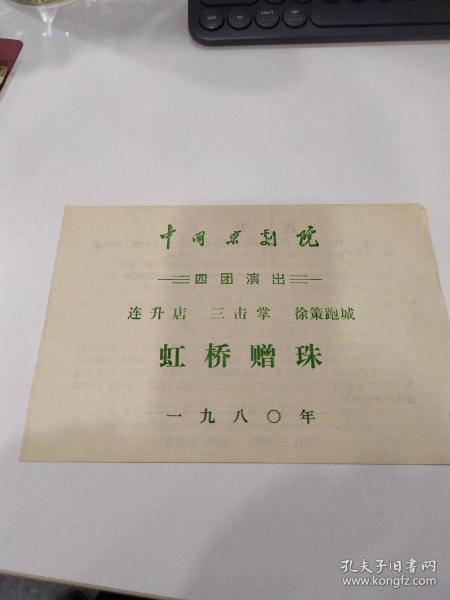 中国京剧院
四团演出
连升店 三击掌 徐策跑城
虹桥赠珠
一九八〇年
孔夫子旧书网
www.kongfz.com